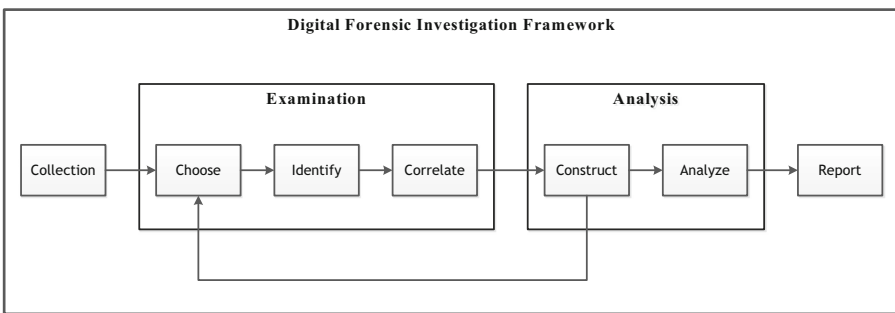 Digital Forensic Investigation Framework
Examination
Analysis
Collection
Choose
Identify
Correlate
Construct
Analyze
Report